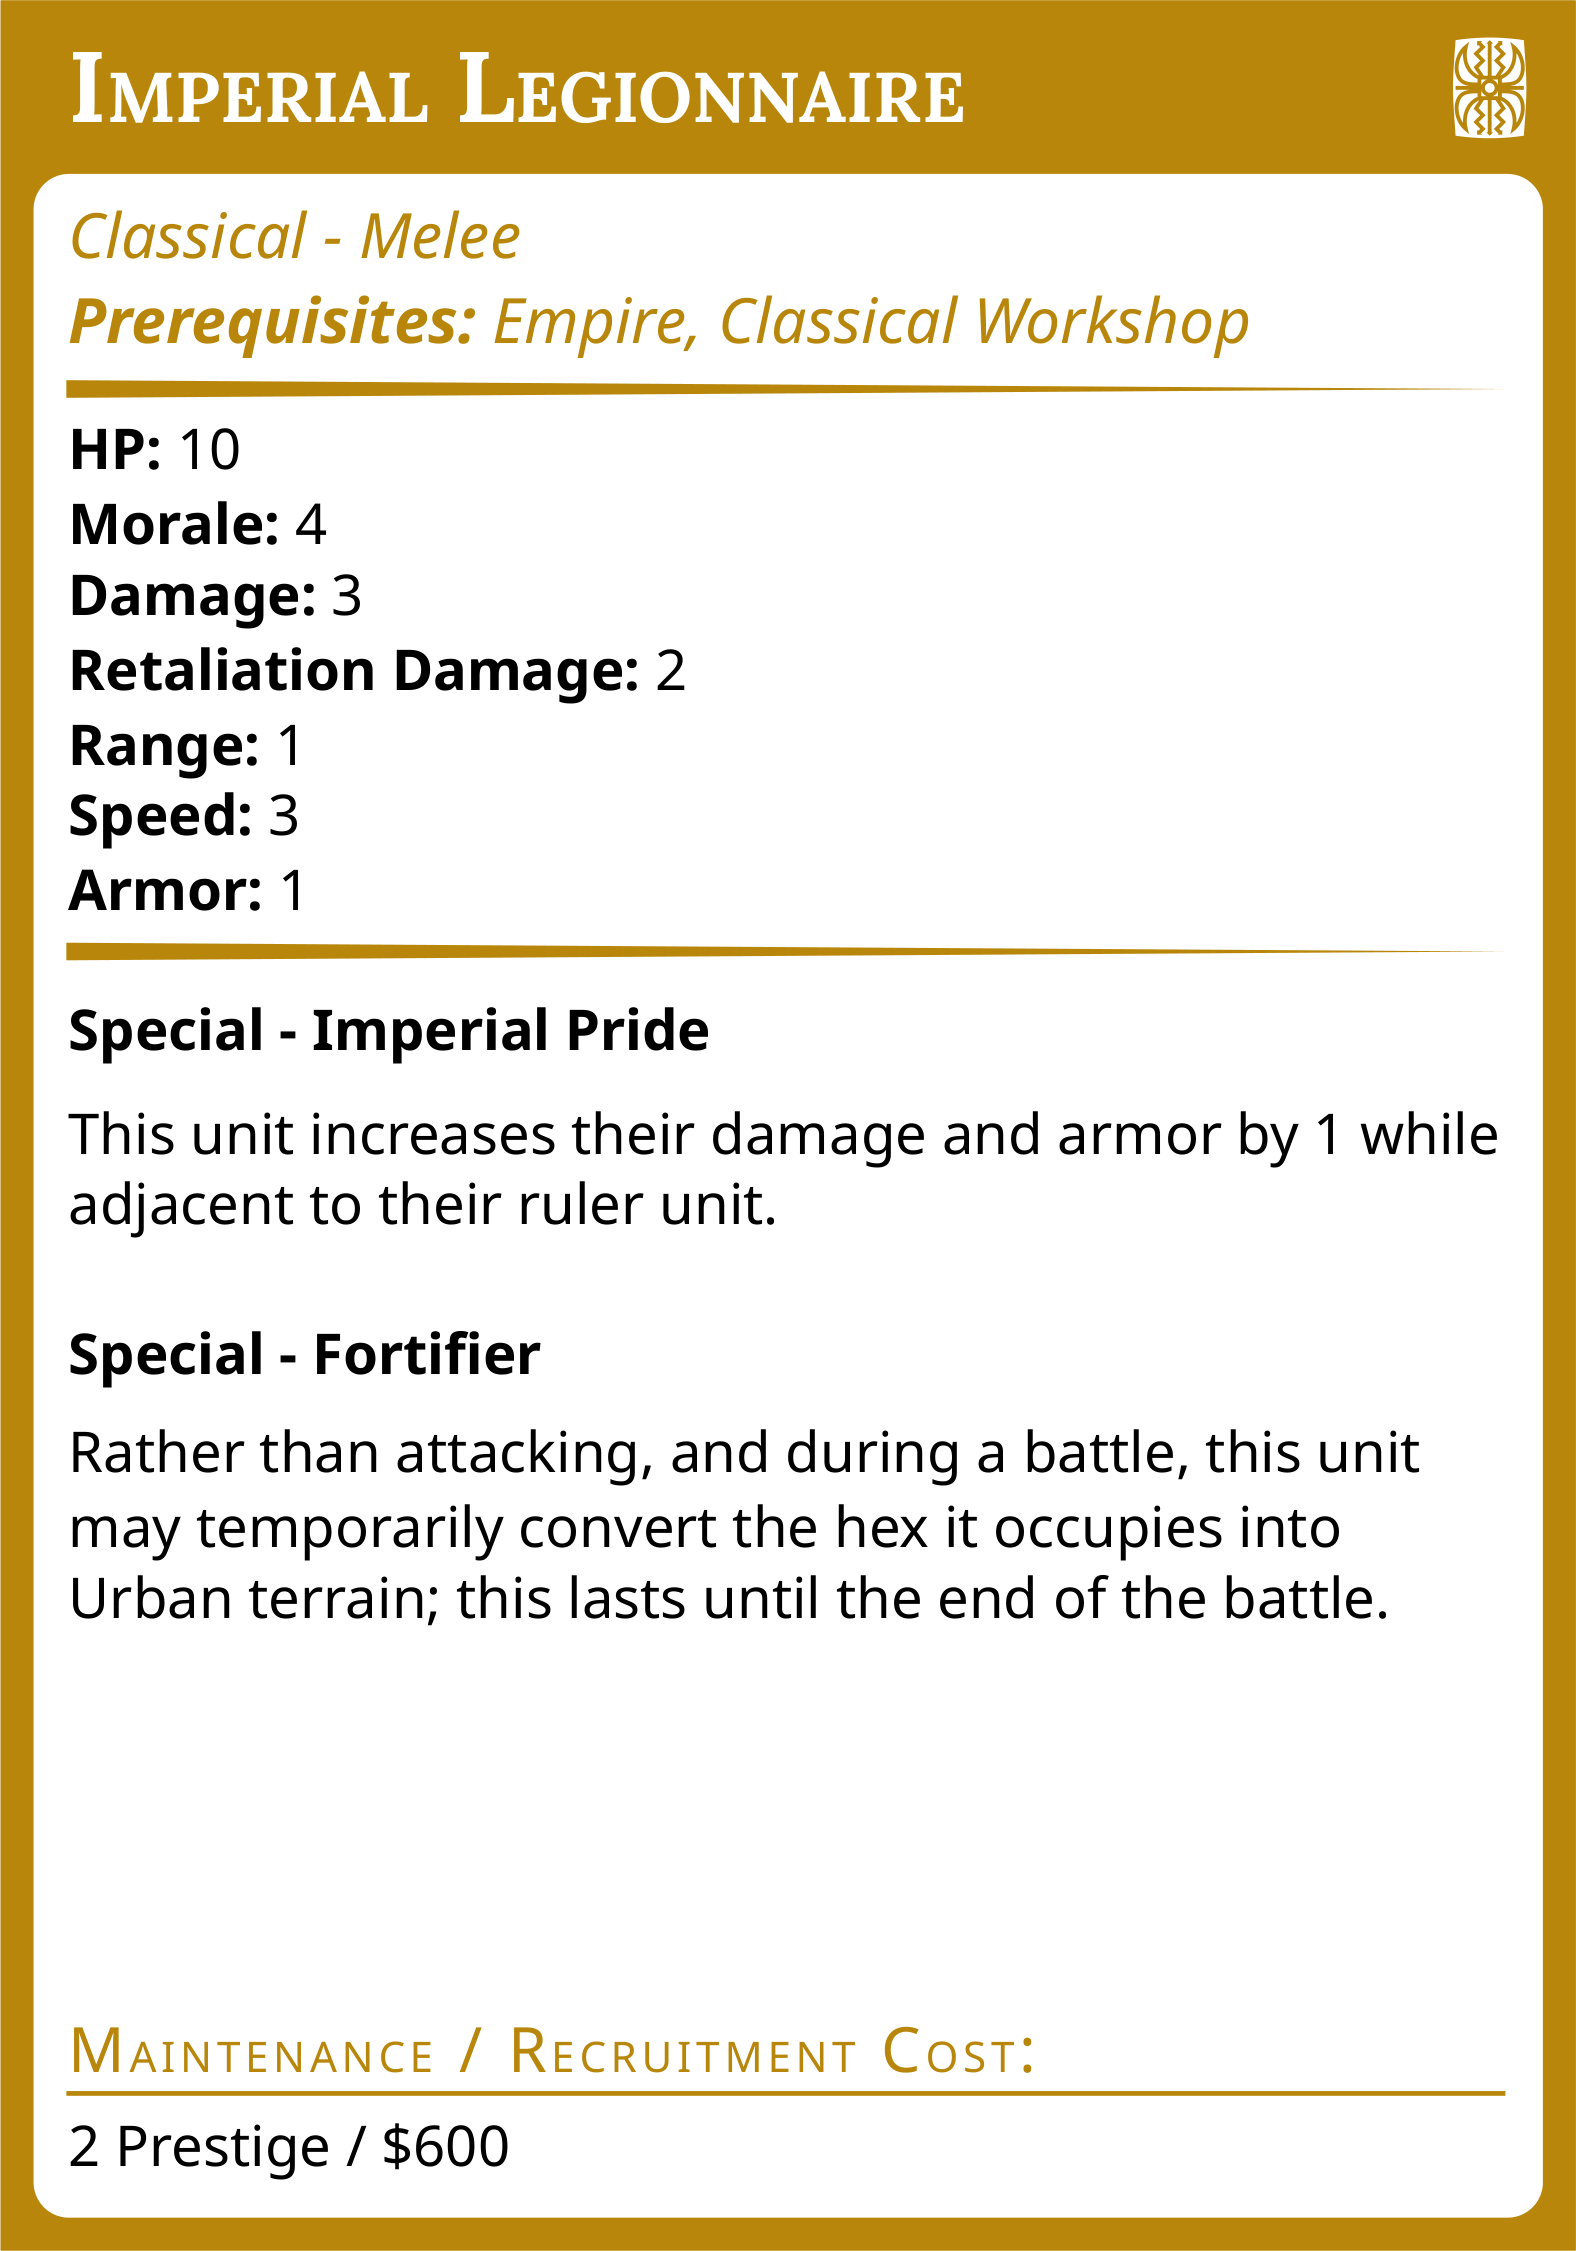 Imperial Legionnaire
Classical - Melee
Prerequisites: Empire, Classical Workshop
HP: 10
Morale: 4
Damage: 3
Retaliation Damage: 2
Range: 1
Speed: 3
Armor: 1
Special - Imperial Pride
This unit increases their damage and armor by 1 while
adjacent to their ruler unit.
Special - Fortifier
Rather than attacking, and during a battle, this unit
may temporarily convert the hex it occupies into
Urban terrain; this lasts until the end of the battle.
Maintenance / Recruitment Cost:
2 Prestige / $600